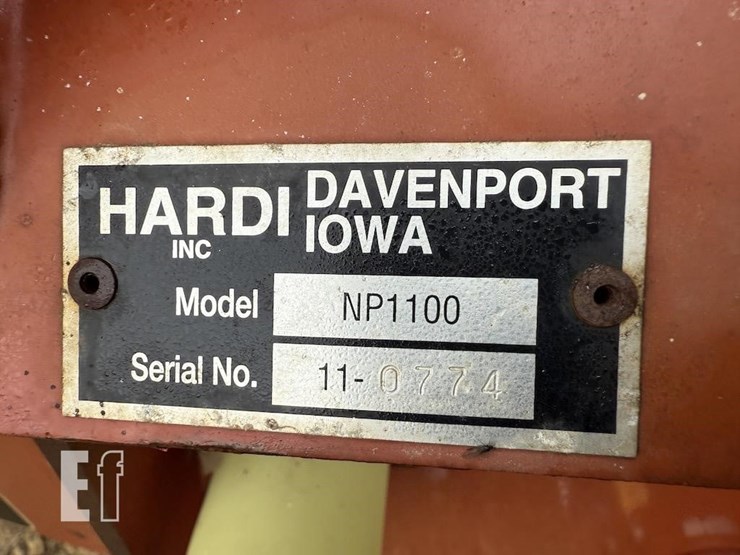 HARDI INC
DAVENPORT
IOWA
Model NP1100
Serial No. 11-0774
Ef